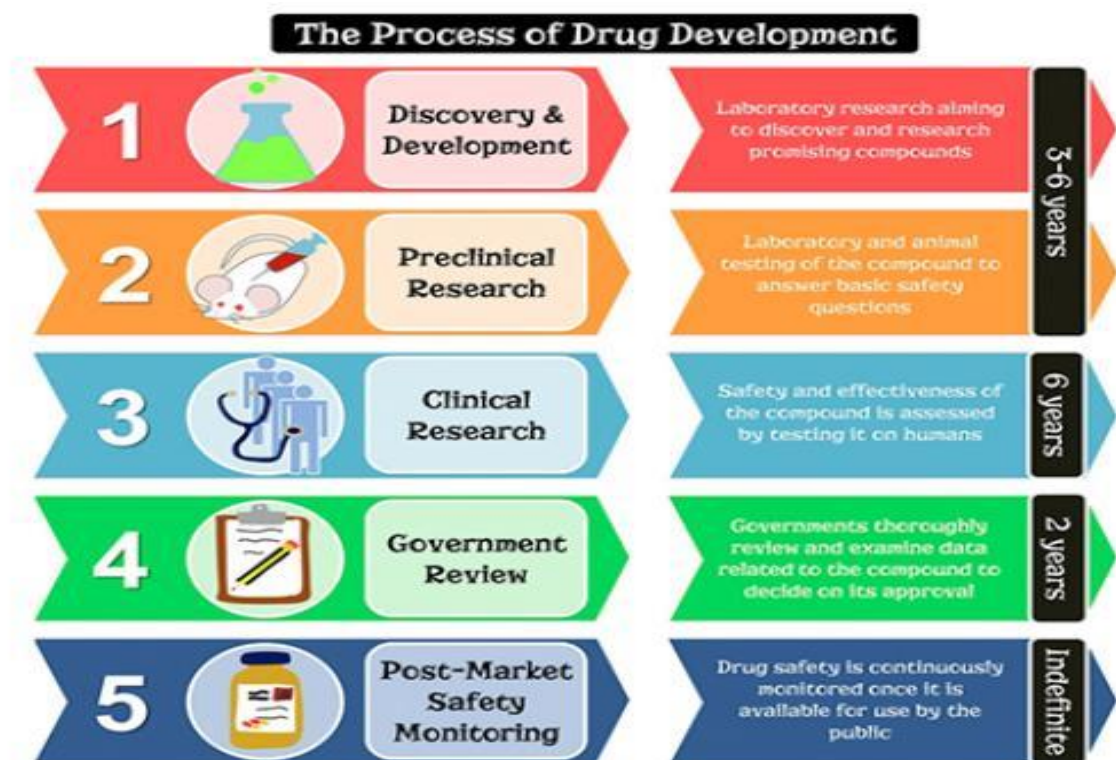 The Process of Drug Development
1
Discovery &
Development
Laboratory research aiming
to discover and research
promising compounds
3-6 years
2
Preclinical
Research
Laboratory and animal
testing of the compound to
answer basic safety
questions
3
Clinical
Research
Safety and effectiveness of
the compound is assessed
by testing it on humans
6 years
4
Government
Review
Governments thoroughly
review and examine data
related to the compound to
decide on its approval
2 years
5
Post-Market
Safety
Monitoring
Drug safety is continuously
monitored once it is
available for use by the
public
Indefinite